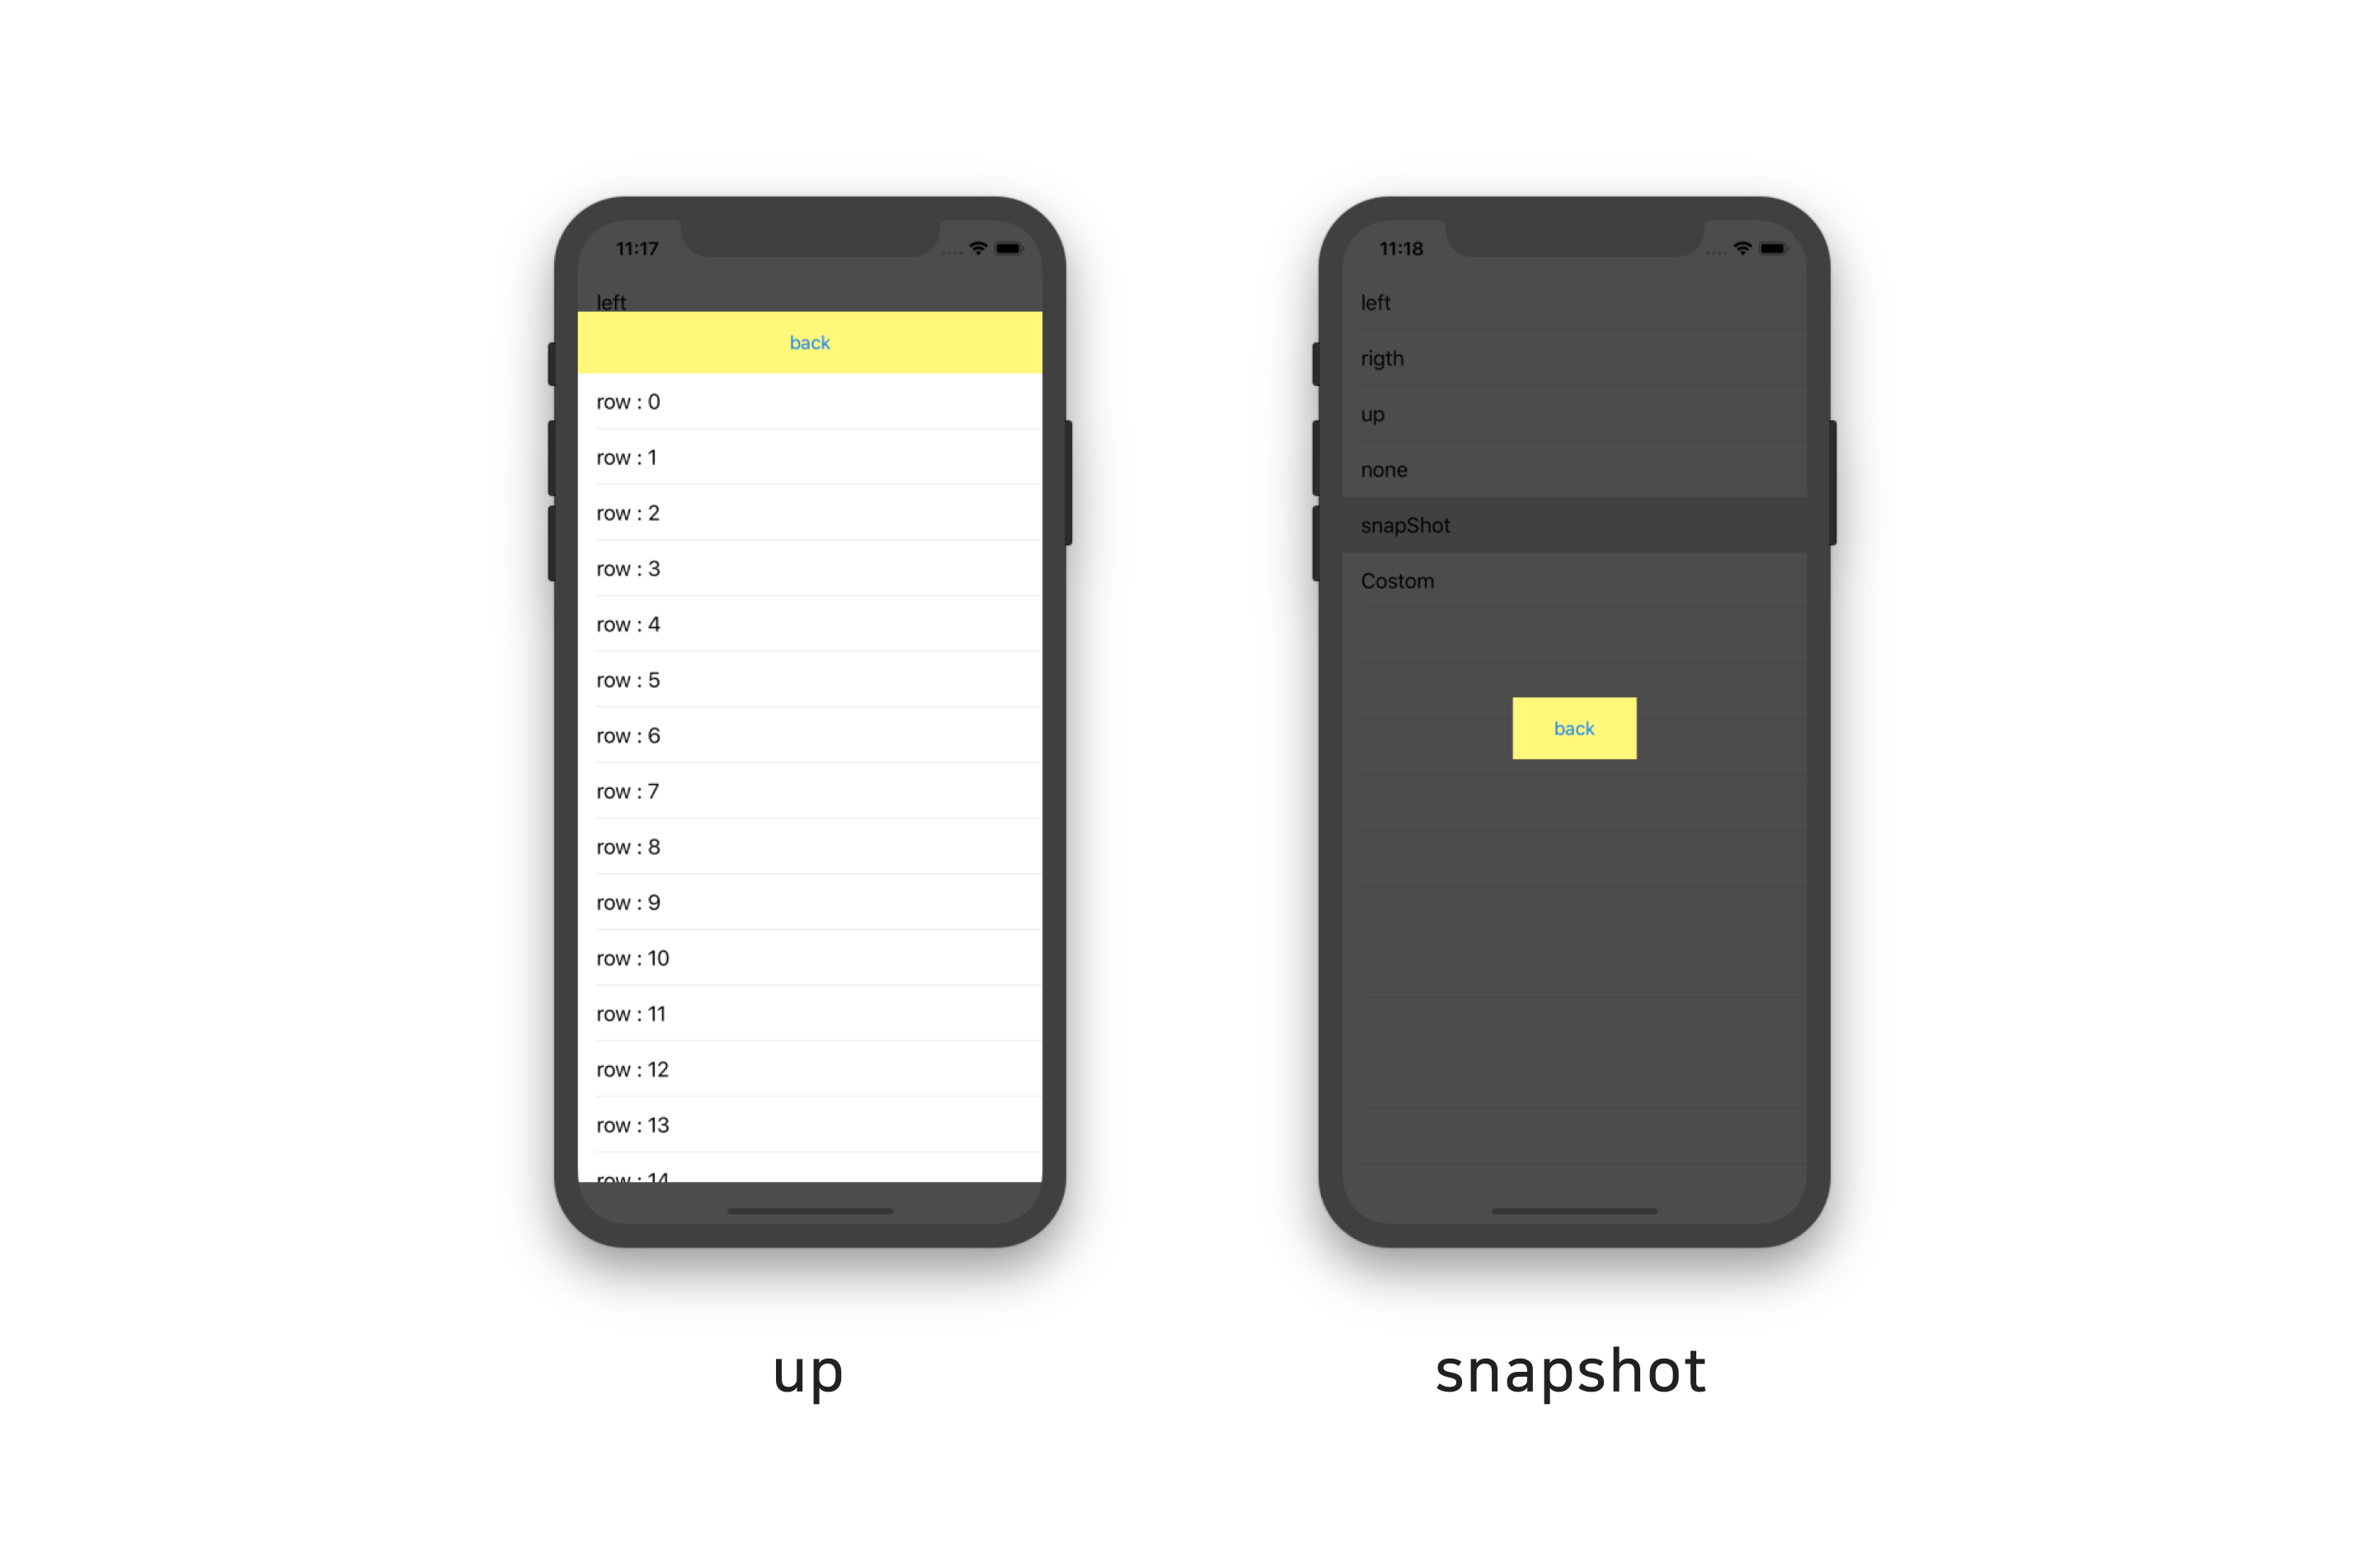 11:17
left
back
row : 0
row : 1
row : 2
row : 3
row : 4
row : 5
row : 6
row : 7
row : 8
row : 9
row : 10
row : 11
row : 12
row : 13
row : 14
up
11:18
left
rigth
up
none
snapShot
Costom
back
snapshot